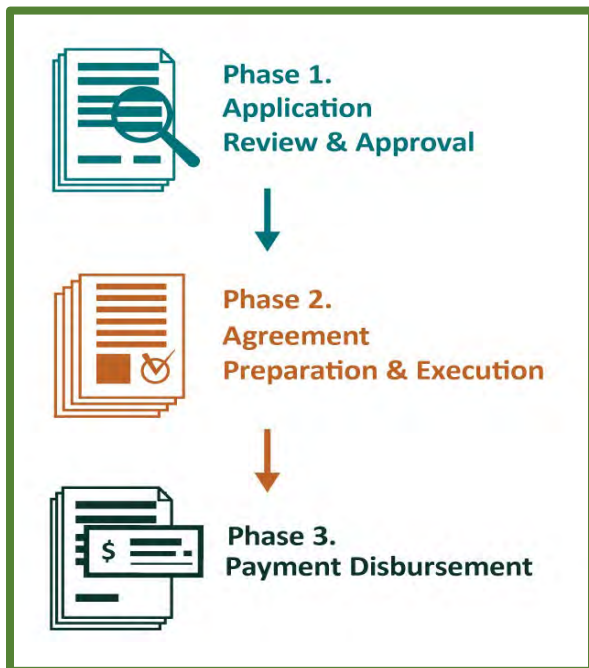 Phase 1.
Application
Review & Approval
Phase 2.
Agreement
Preparation & Execution
$
Phase 3.
Payment Disbursement